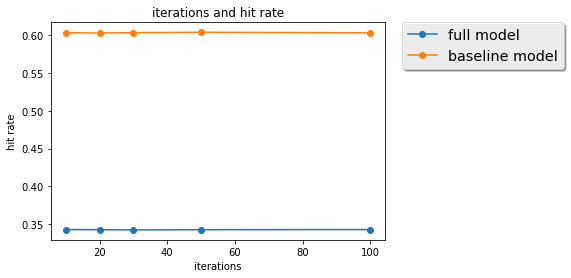 iterations and hit rate
full model
baseline model
hit rate
0.60
0.55
0.50
0.45
0.40
0.35
20
40
60
80
100
iterations